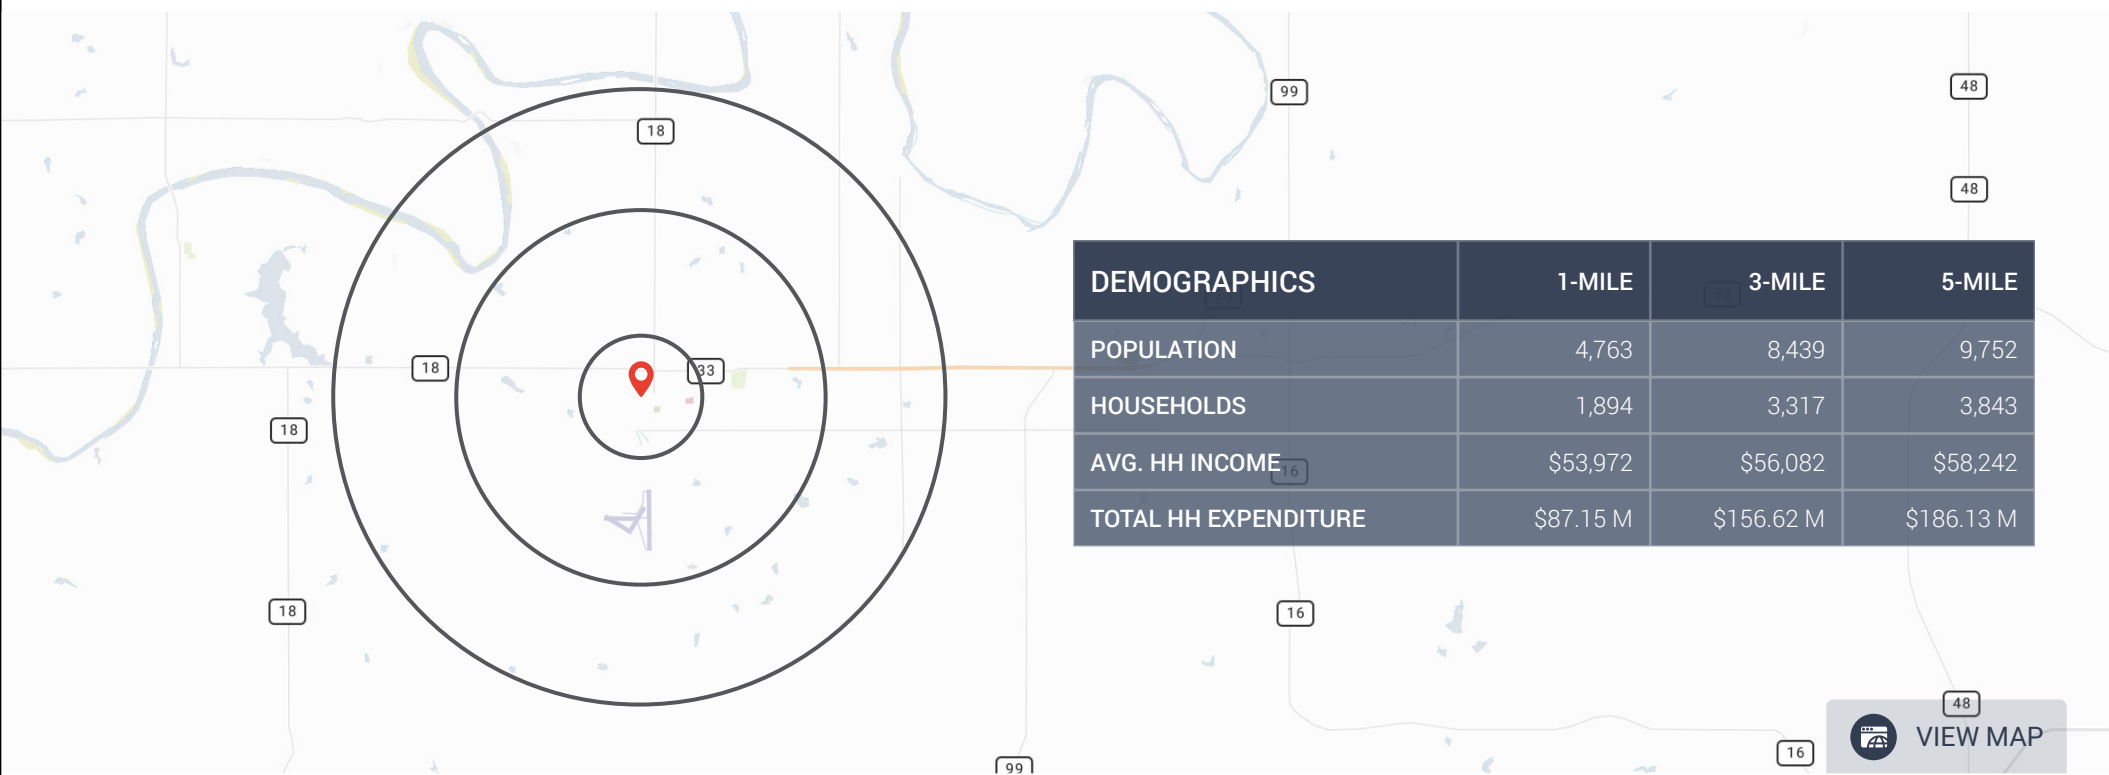 99
48
18
48
DEMOGRAPHICS 1-MILE 3-MILE 5-MILE
33
POPULATION 4,763 8,439 9,752
18
33
HOUSEHOLDS 1,894 3,317 3,843
18
AVG. HH INCOME $53,972 $56,082 $58,242
16
TOTAL HH EXPENDITURE $87.15 M $156.62 M $186.13 M
18
16
48
VIEW MAP
16
99